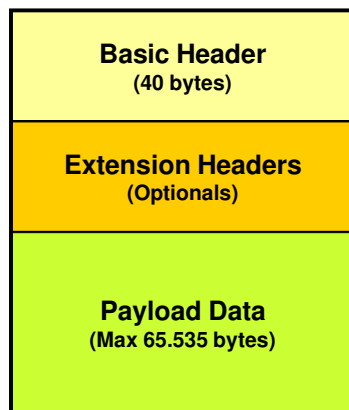 Basic Header
(40 bytes)
Extension Headers
(Optionals)
Payload Data
(Max 65.535 bytes)